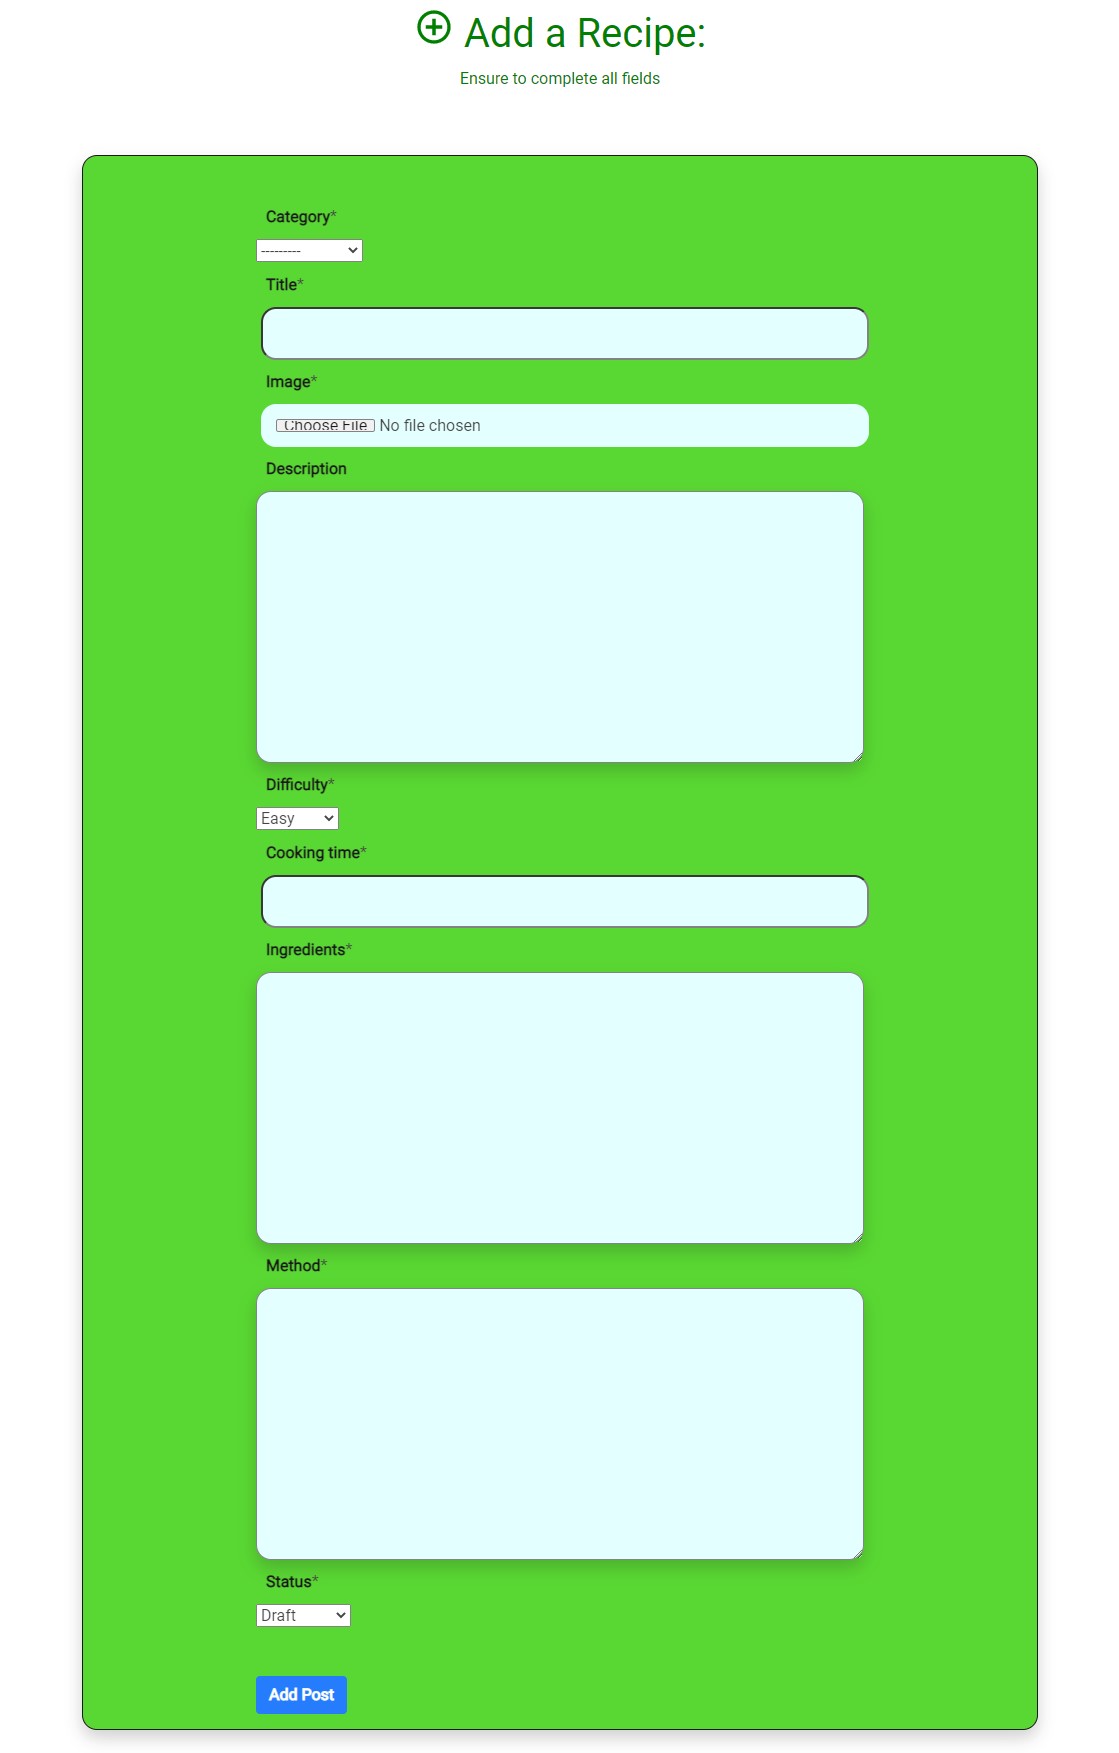 Add a Recipe:
Ensure to complete all fields
Category*
---------
Title*
Image*
Choose File No file chosen
Description
Difficulty*
Easy
Cooking time*
Ingredients*
Method*
Status*
Draft
Add Post